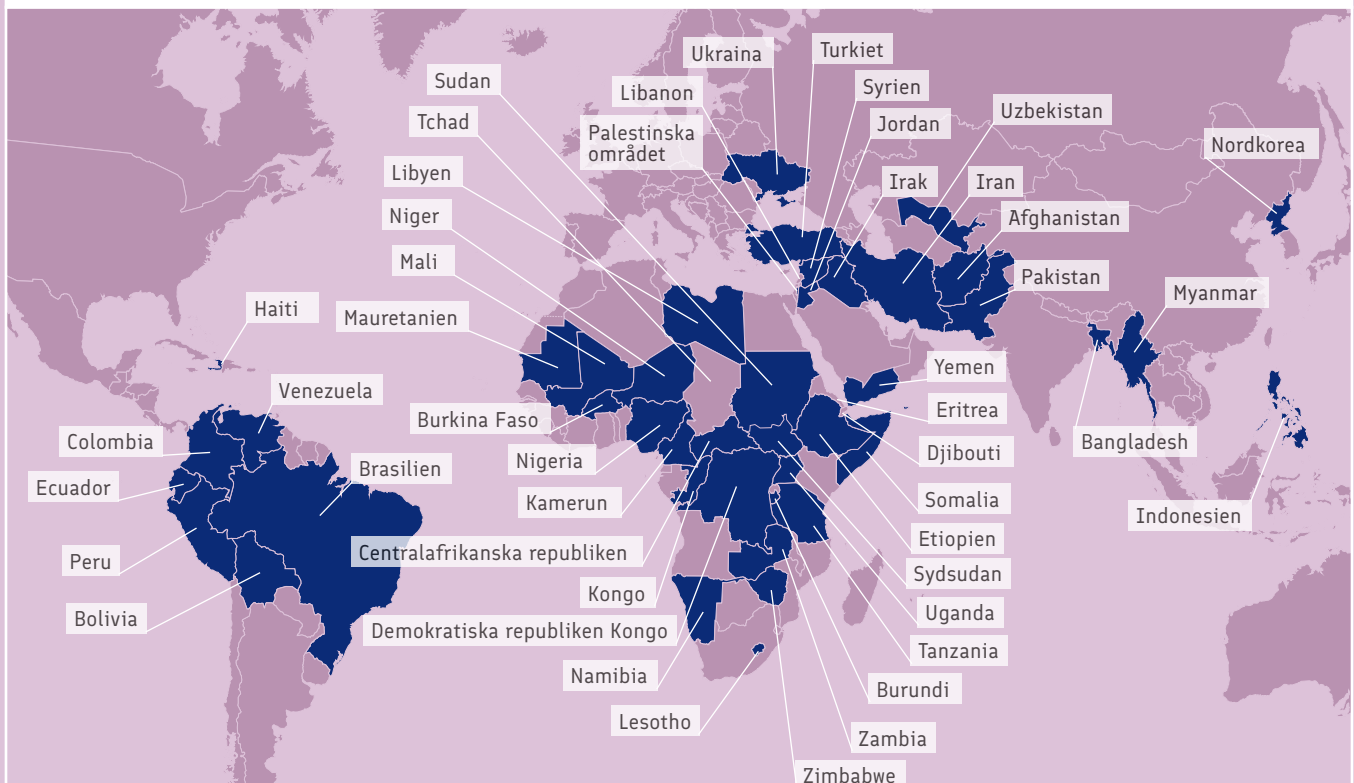 Ukraina
Turkiet
Sudan
Libanon
Syrien
Uzbekistan
Tchad
Palestinska
området
Jordan
Nordkorea
Libyen
Irak
Iran
Niger
Afghanistan
Mali
Pakistan
Haiti
Mauretanien
Myanmar
Venezuela
Yemen
Burkina Faso
Eritrea
Colombia
Nigeria
Djibouti
Bangladesh
Brasilien
Ecuador
Kamerun
Somalia
Indonesien
Centralafrikanska republiken
Etiopien
Peru
Kongo
Sydsudan
Bolivia
Demokratiska republiken Kongo
Uganda
Namibia
Tanzania
Lesotho
Burundi
Zambia
Zimbabwe